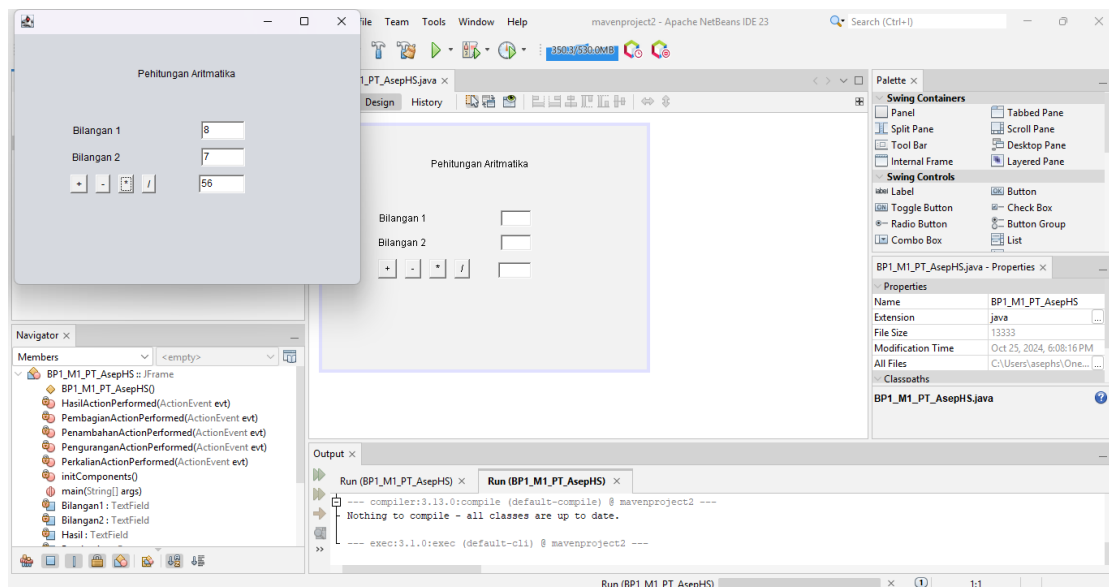 File Team Tools Window Help
mavenproject2 - Apache NetBeans IDE 23
Search (Ctrl+I)
350.3/530.0MB
Pehitungan Aritmatika
Bilangan 1
8
Bilangan 2
7
+ - * /
56
1_PT_AsepHS.java ×
Design History
Pehitungan Aritmatika
Bilangan 1
Bilangan 2
+ - * /
Palette ×
Swing Containers
Panel
Tabbed Pane
Split Pane
Scroll Pane
Tool Bar
Desktop Pane
Internal Frame
Layered Pane
Swing Controls
label Label
OK Button
ON Toggle Button
Check Box
Radio Button
Button Group
Combo Box
List
BP1_M1_PT_AsepHS.java - Properties ×
Properties
Name BP1_M1_PT_AsepHS
Extension java ...
File Size 13333
Modification Time Oct 25, 2024, 6:08:16 PM
All Files C:\Users\asephs\One... ...
Classpaths
BP1_M1_PT_AsepHS.java
Navigator ×
Members <empty>
BP1_M1_PT_AsepHS :: JFrame
BP1_M1_PT_AsepHS()
HasilActionPerformed(ActionEvent evt)
PembagianActionPerformed(ActionEvent evt)
PenambahanActionPerformed(ActionEvent evt)
PenguranganActionPerformed(ActionEvent evt)
PerkalianActionPerformed(ActionEvent evt)
initComponents()
main(String[] args)
Bilangan1 : TextField
Bilangan2 : TextField
Hasil : TextField
Output ×
Run (BP1_M1_PT_AsepHS) ×
Run (BP1_M1_PT_AsepHS) ×
--- compiler:3.13.0:compile (default-compile) @ mavenproject2 ---
Nothing to compile - all classes are up to date.
--- exec:3.1.0:exec (default-cli) @ mavenproject2 ---
Run (BP1_M1_PT_AsepHS)
1
1:1